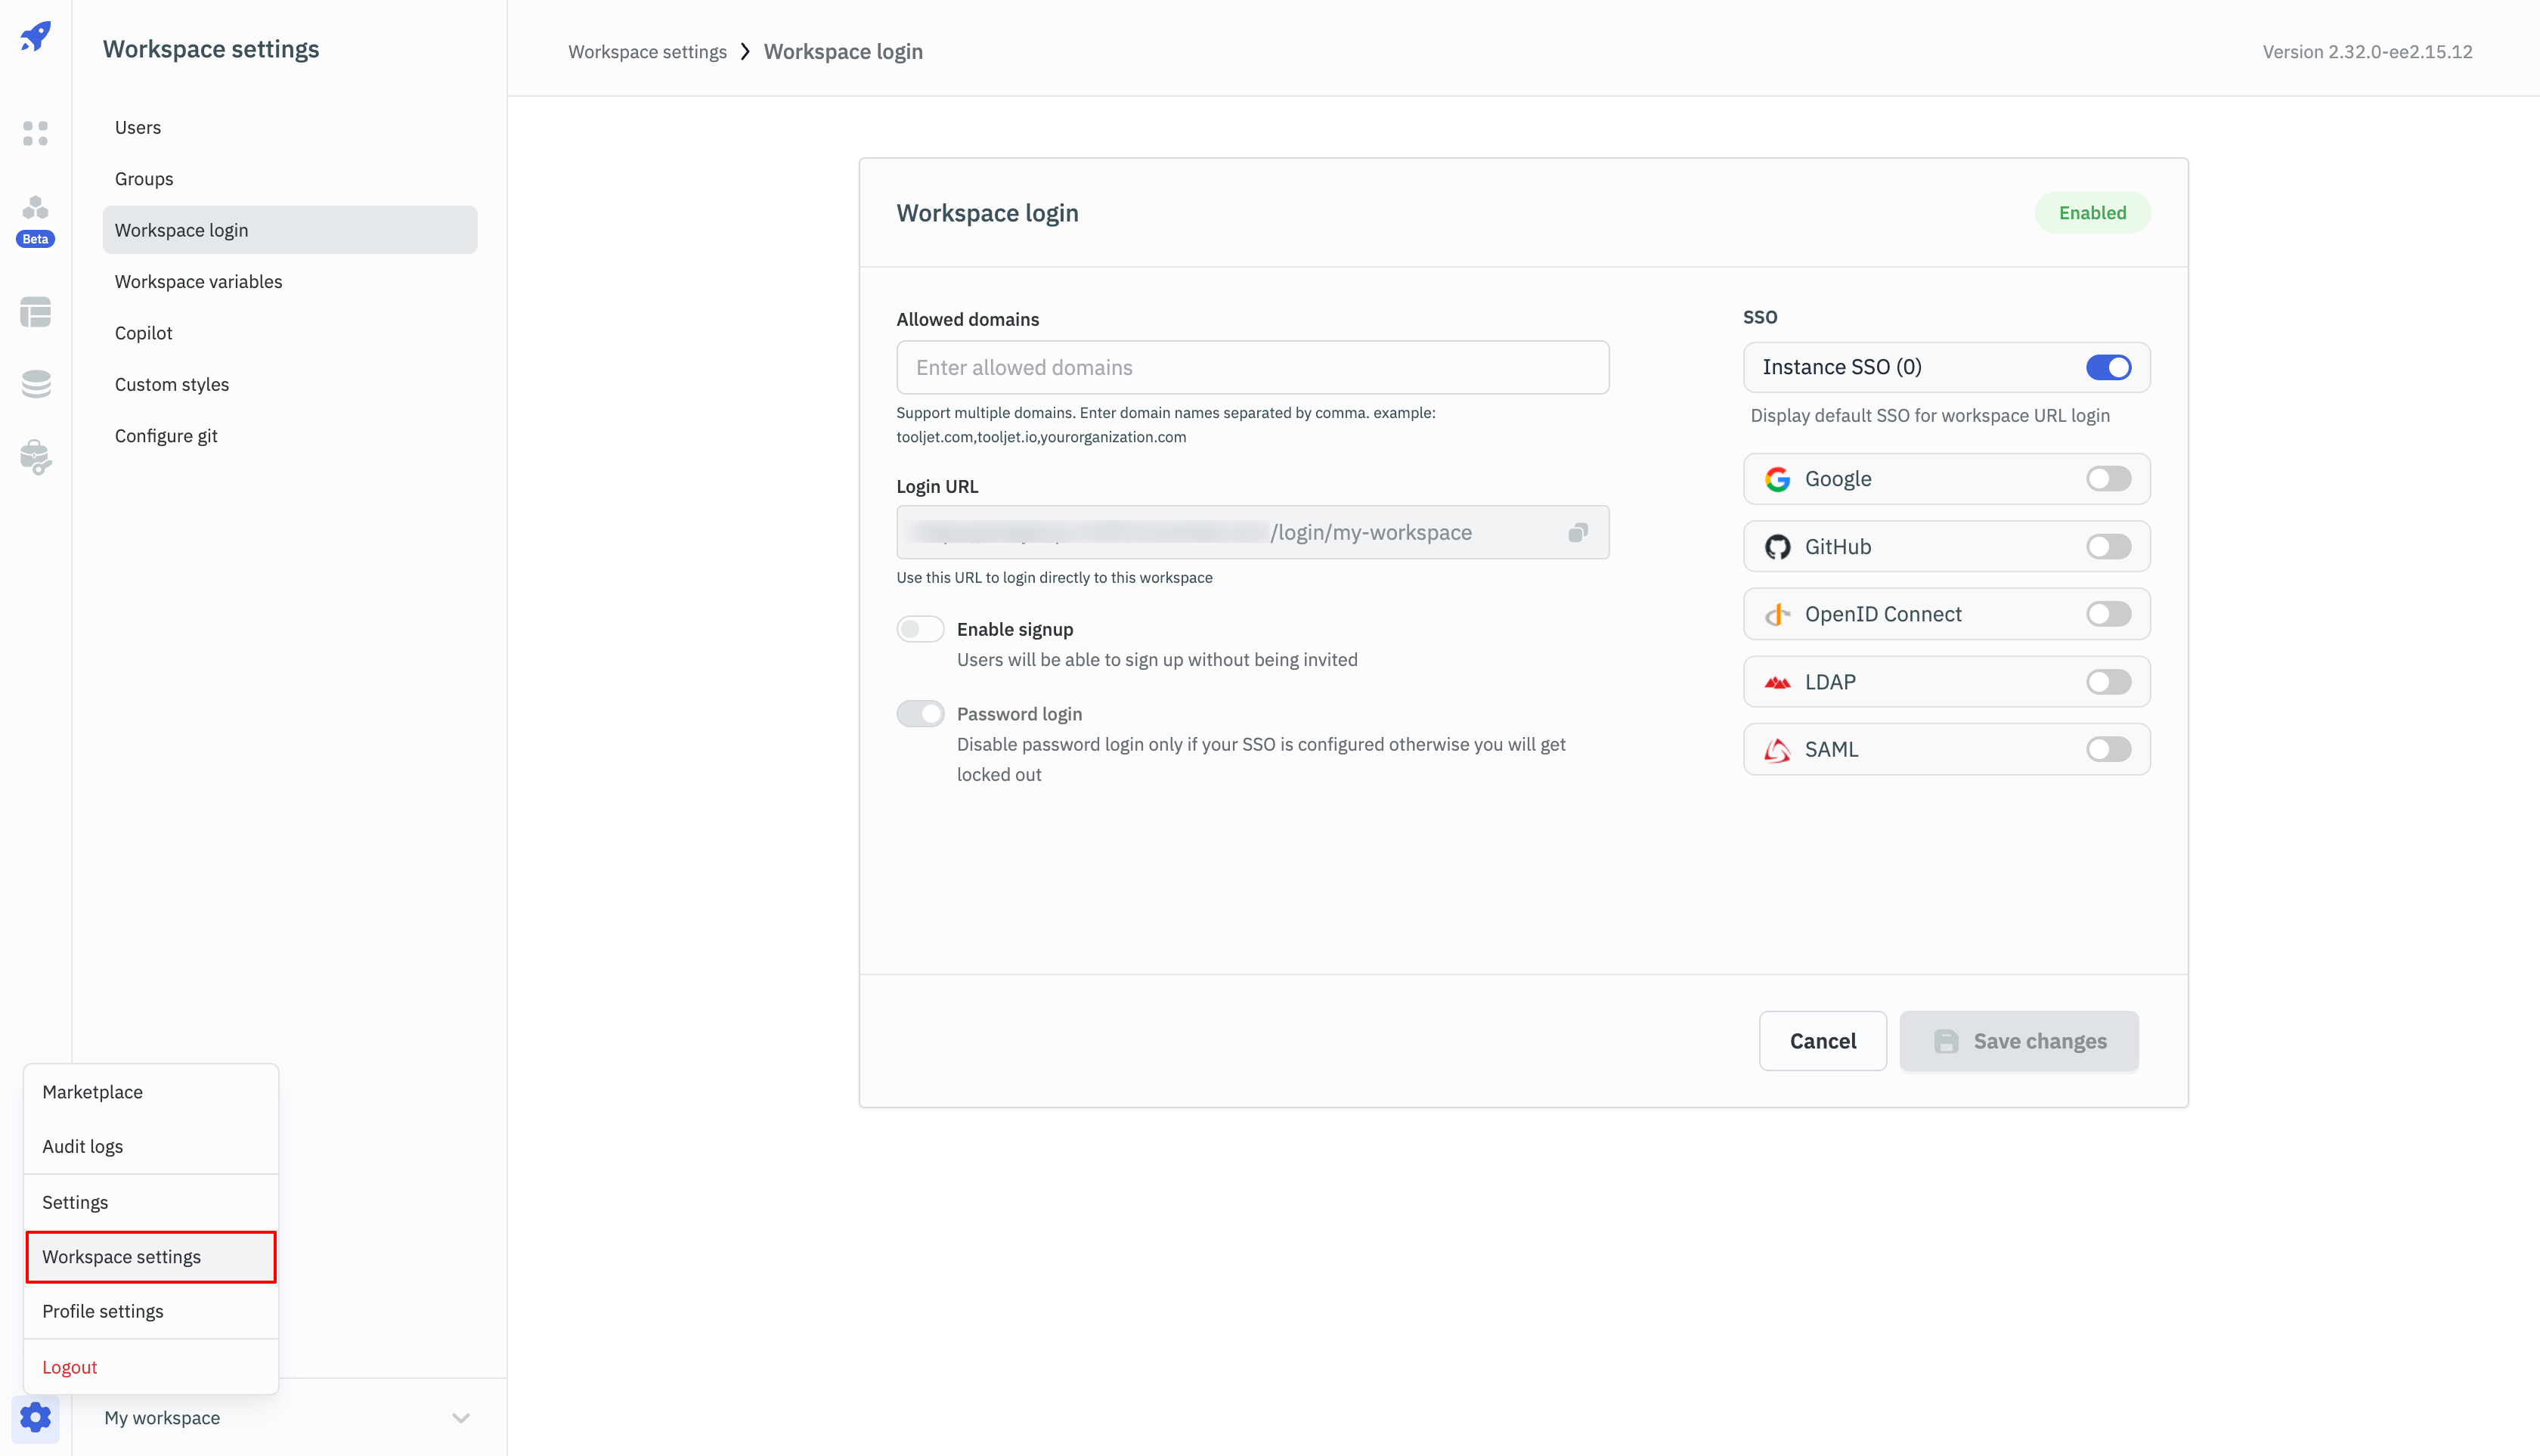 Workspace settings
Workspace settings
Workspace login
Version 2.32.0-ee2.15.12
Beta
Users
Groups
Workspace login
Workspace variables
Copilot
Custom styles
Configure git
Workspace login
Enabled
Allowed domains
Enter allowed domains
Support multiple domains. Enter domain names separated by comma. example:
tooljet.com,tooljet.io,yourorganization.com
Login URL
/login/my-workspace
Use this URL to login directly to this workspace
Enable signup
Users will be able to sign up without being invited
Password login
Disable password login only if your SSO is configured otherwise you will get
locked out
SSO
Instance SSO (0)
Display default SSO for workspace URL login
Google
GitHub
OpenID Connect
LDAP
SAML
Cancel
Save changes
Marketplace
Audit logs
Settings
Workspace settings
Profile settings
Logout
My workspace